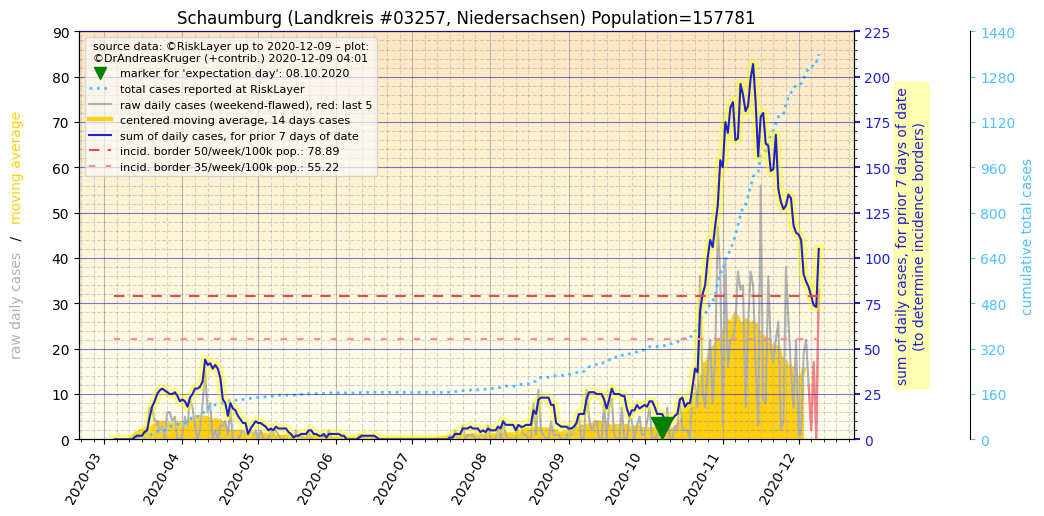 Schaumburg (Landkreis #03257, Niedersachsen) Population=157781
source data: ©RiskLayer up to 2020-12-09 – plot:
©DrAndreasKruger (+contrib.) 2020-12-09 04:01
marker for 'expectation day': 08.10.2020
total cases reported at RiskLayer
raw daily cases (weekend-flawed), red: last 5
centered moving average, 14 days cases
sum of daily cases, for prior 7 days of date
incid. border 50/week/100k pop.: 78.89
incid. border 35/week/100k pop.: 55.22
raw daily cases / moving average
90
80
70
60
50
40
30
20
10
0
2020-03
2020-04
2020-05
2020-06
2020-07
2020-08
2020-09
2020-10
2020-11
2020-12
225
200
175
150
125
100
75
50
25
0
sum of daily cases, for prior 7 days of date
(to determine incidence borders)
1440
1280
1120
960
800
640
480
320
160
0
cumulative total cases